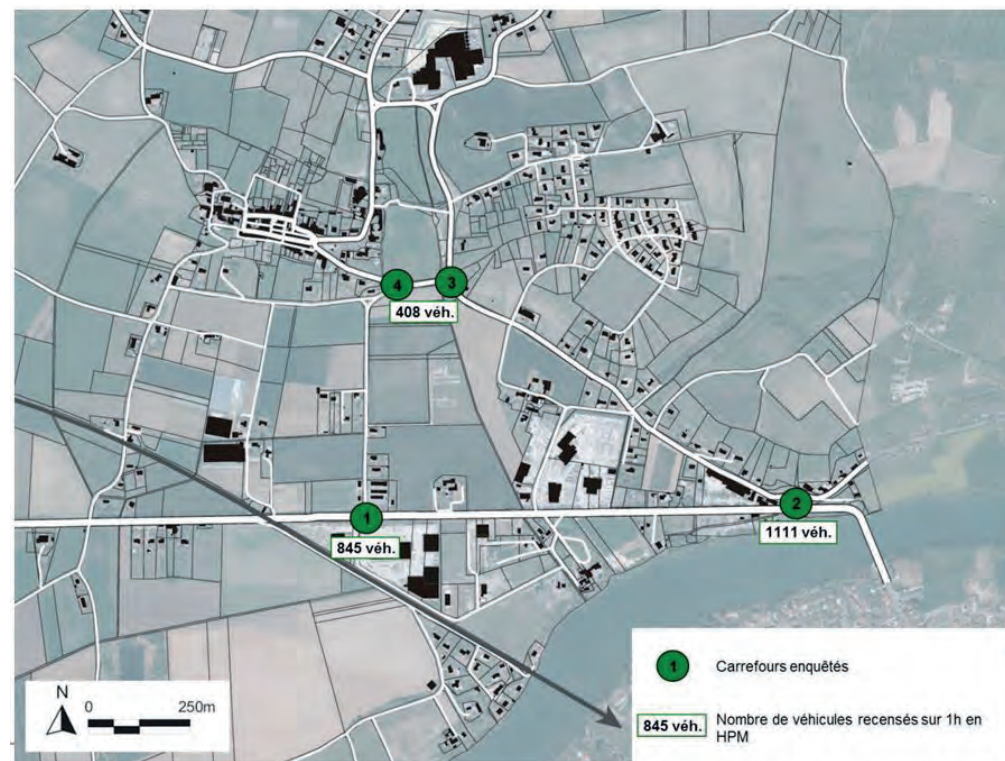 4
3
408 véh.
1
2
845 véh.
1111 véh.
N
0 250m
1 Carrefours enquêtés
845 véh. Nombre de véhicules recensés sur 1h en
HPM